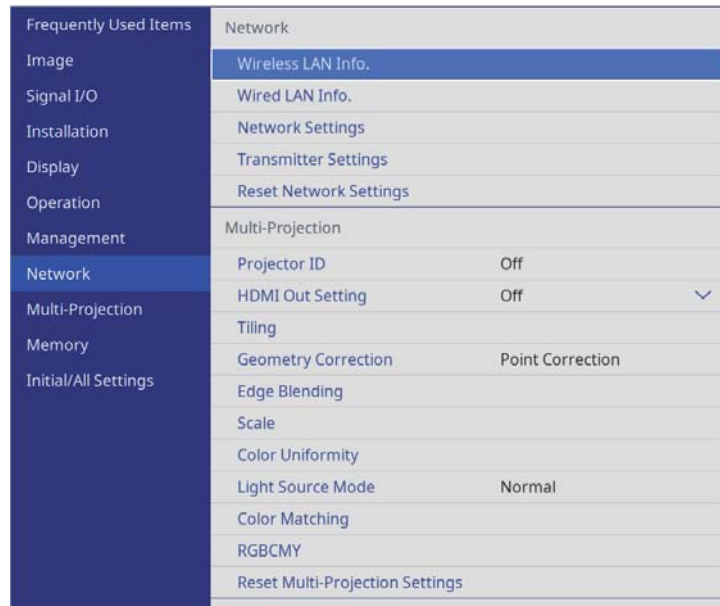 Frequently Used Items
Image
Signal I/O
Installation
Display
Operation
Management
Network
Multi-Projection
Memory
Initial/All Settings
Network
Wireless LAN Info.
Wired LAN Info.
Network Settings
Transmitter Settings
Reset Network Settings
Multi-Projection
Projector ID Off
HDMI Out Setting Off
Tiling
Geometry Correction Point Correction
Edge Blending
Scale
Color Uniformity
Light Source Mode Normal
Color Matching
RGBCMY
Reset Multi-Projection Settings